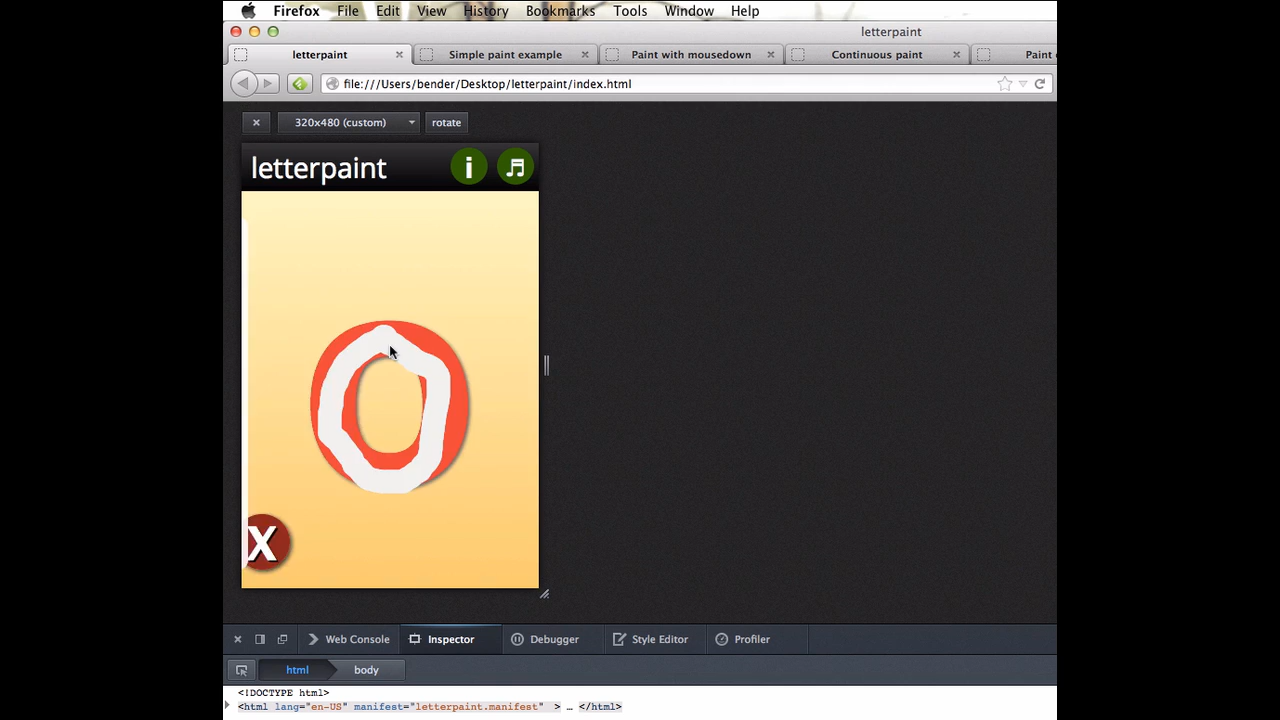 Firefox File Edit View History Bookmarks Tools Window Help
letterpaint
letterpaint Simple paint example Paint with mousedown Continuous paint Paint
file:///Users/bender/Desktop/letterpaint/index.html
× 320x480 (custom) rotate
letterpaint i
O
X
Web Console Inspector Debugger Style Editor Profiler
html body
<!DOCTYPE html>
<html lang="en-US" manifest="letterpaint.manifest" > … </html>